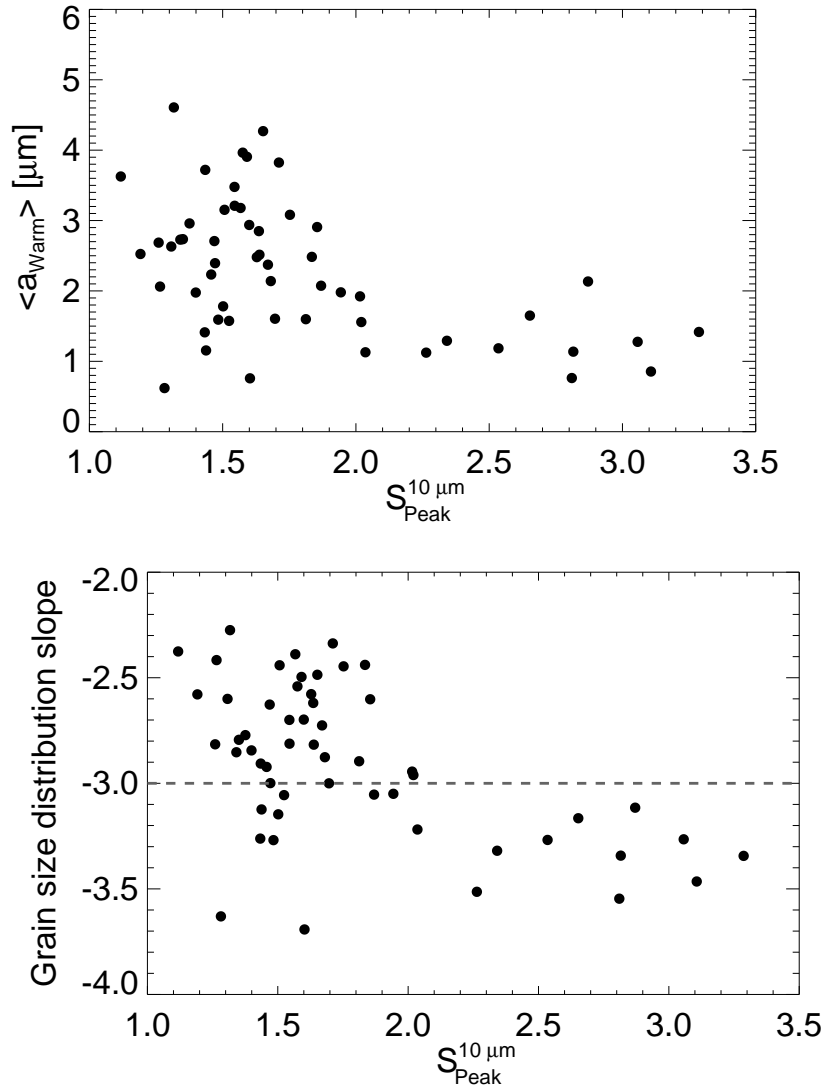 6
5
4
3
2
1
0
<a_Warm> [μm]
1.0 1.5 2.0 2.5 3.0 3.5
S_Peak^10 μm
-2.0
-2.5
-3.0
-3.5
-4.0
Grain size distribution slope
1.0 1.5 2.0 2.5 3.0 3.5
S_Peak^10 μm